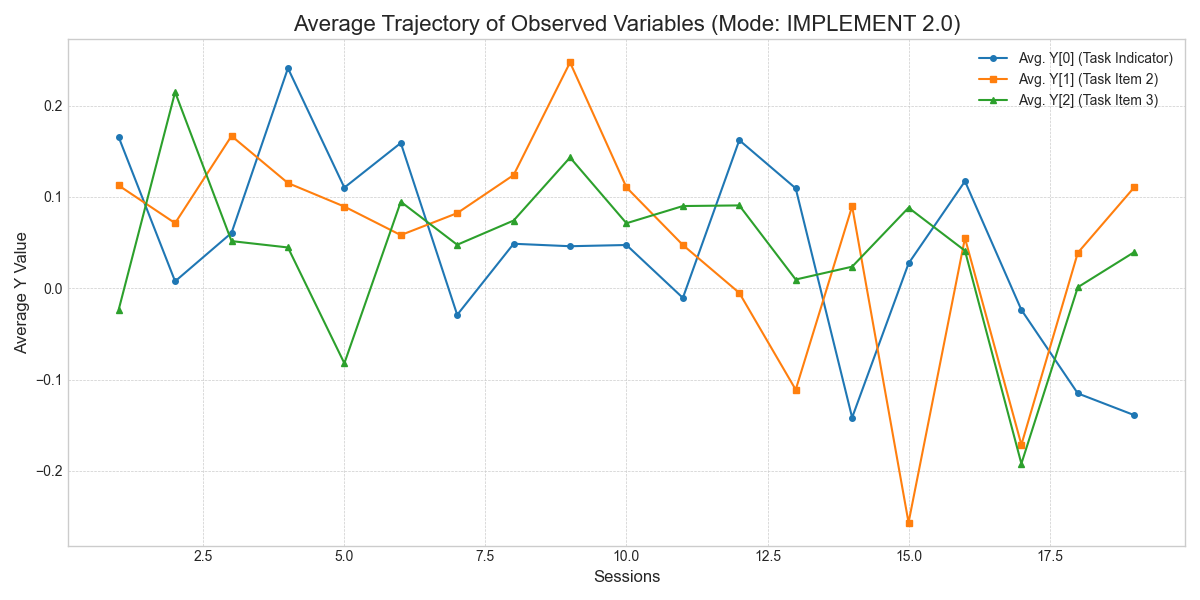 Average Trajectory of Observed Variables (Mode: IMPLEMENT 2.0)
Avg. Y[0] (Task Indicator)
Avg. Y[1] (Task Item 2)
Avg. Y[2] (Task Item 3)
Average Y Value
0.2
0.1
0.0
−0.1
−0.2
2.5 5.0 7.5 10.0 12.5 15.0 17.5
Sessions